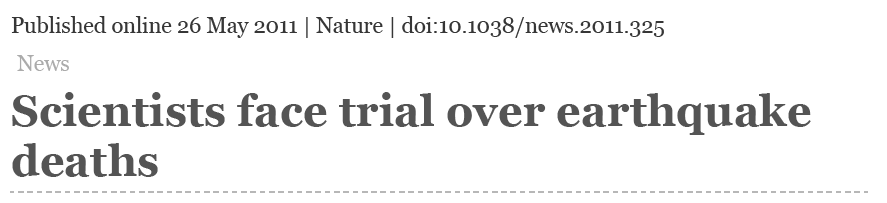 Published online 26 May 2011 | Nature | doi:10.1038/news.2011.325
News
Scientists face trial over earthquake
deaths